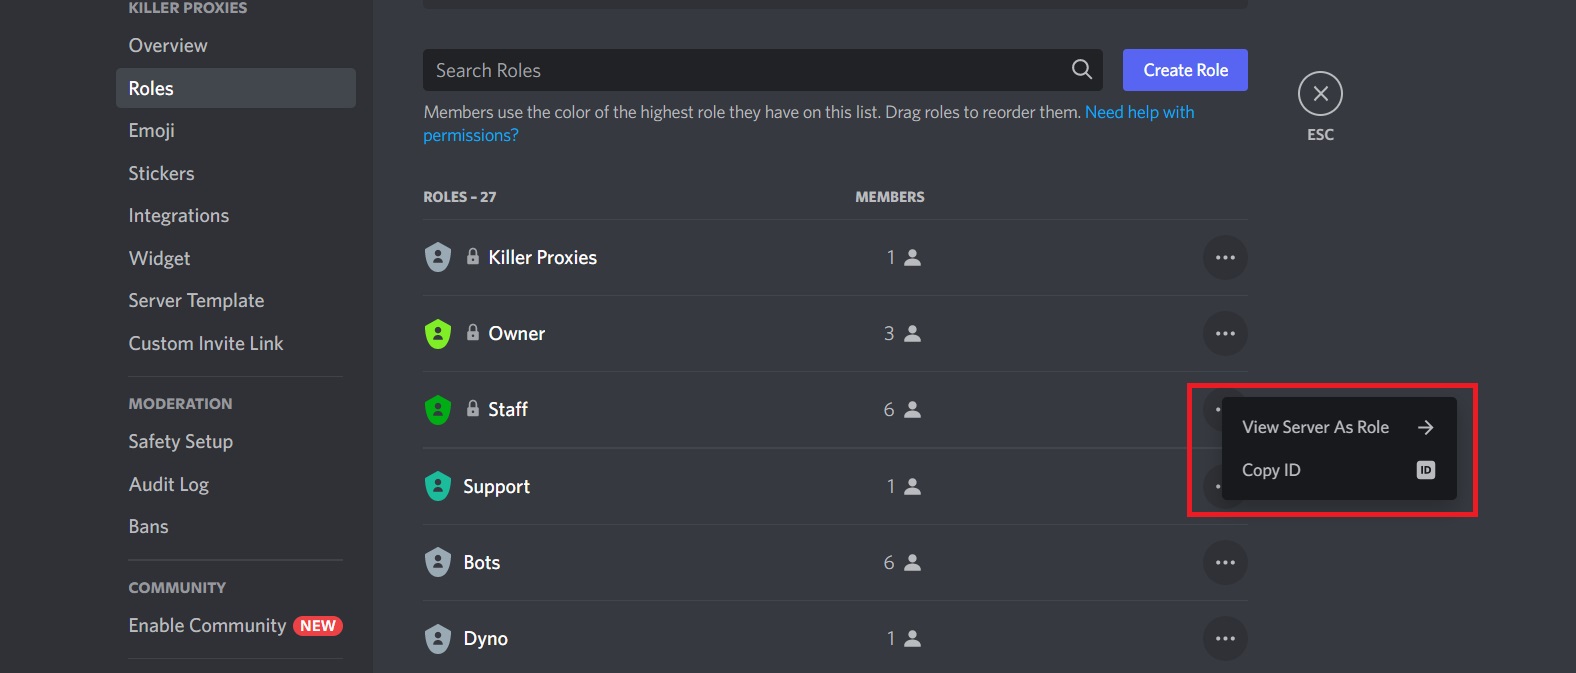 KILLER PROXIES
Overview
Roles
Emoji
Stickers
Integrations
Widget
Server Template
Custom Invite Link
MODERATION
Safety Setup
Audit Log
Bans
COMMUNITY
Enable Community NEW
Search Roles
Create Role
Members use the color of the highest role they have on this list. Drag roles to reorder them. Need help with
permissions?
ESC
ROLES – 27 MEMBERS
Killer Proxies 1
Owner 3
Staff 6
View Server As Role
Copy ID ID
Support 1
Bots 6
Dyno 1